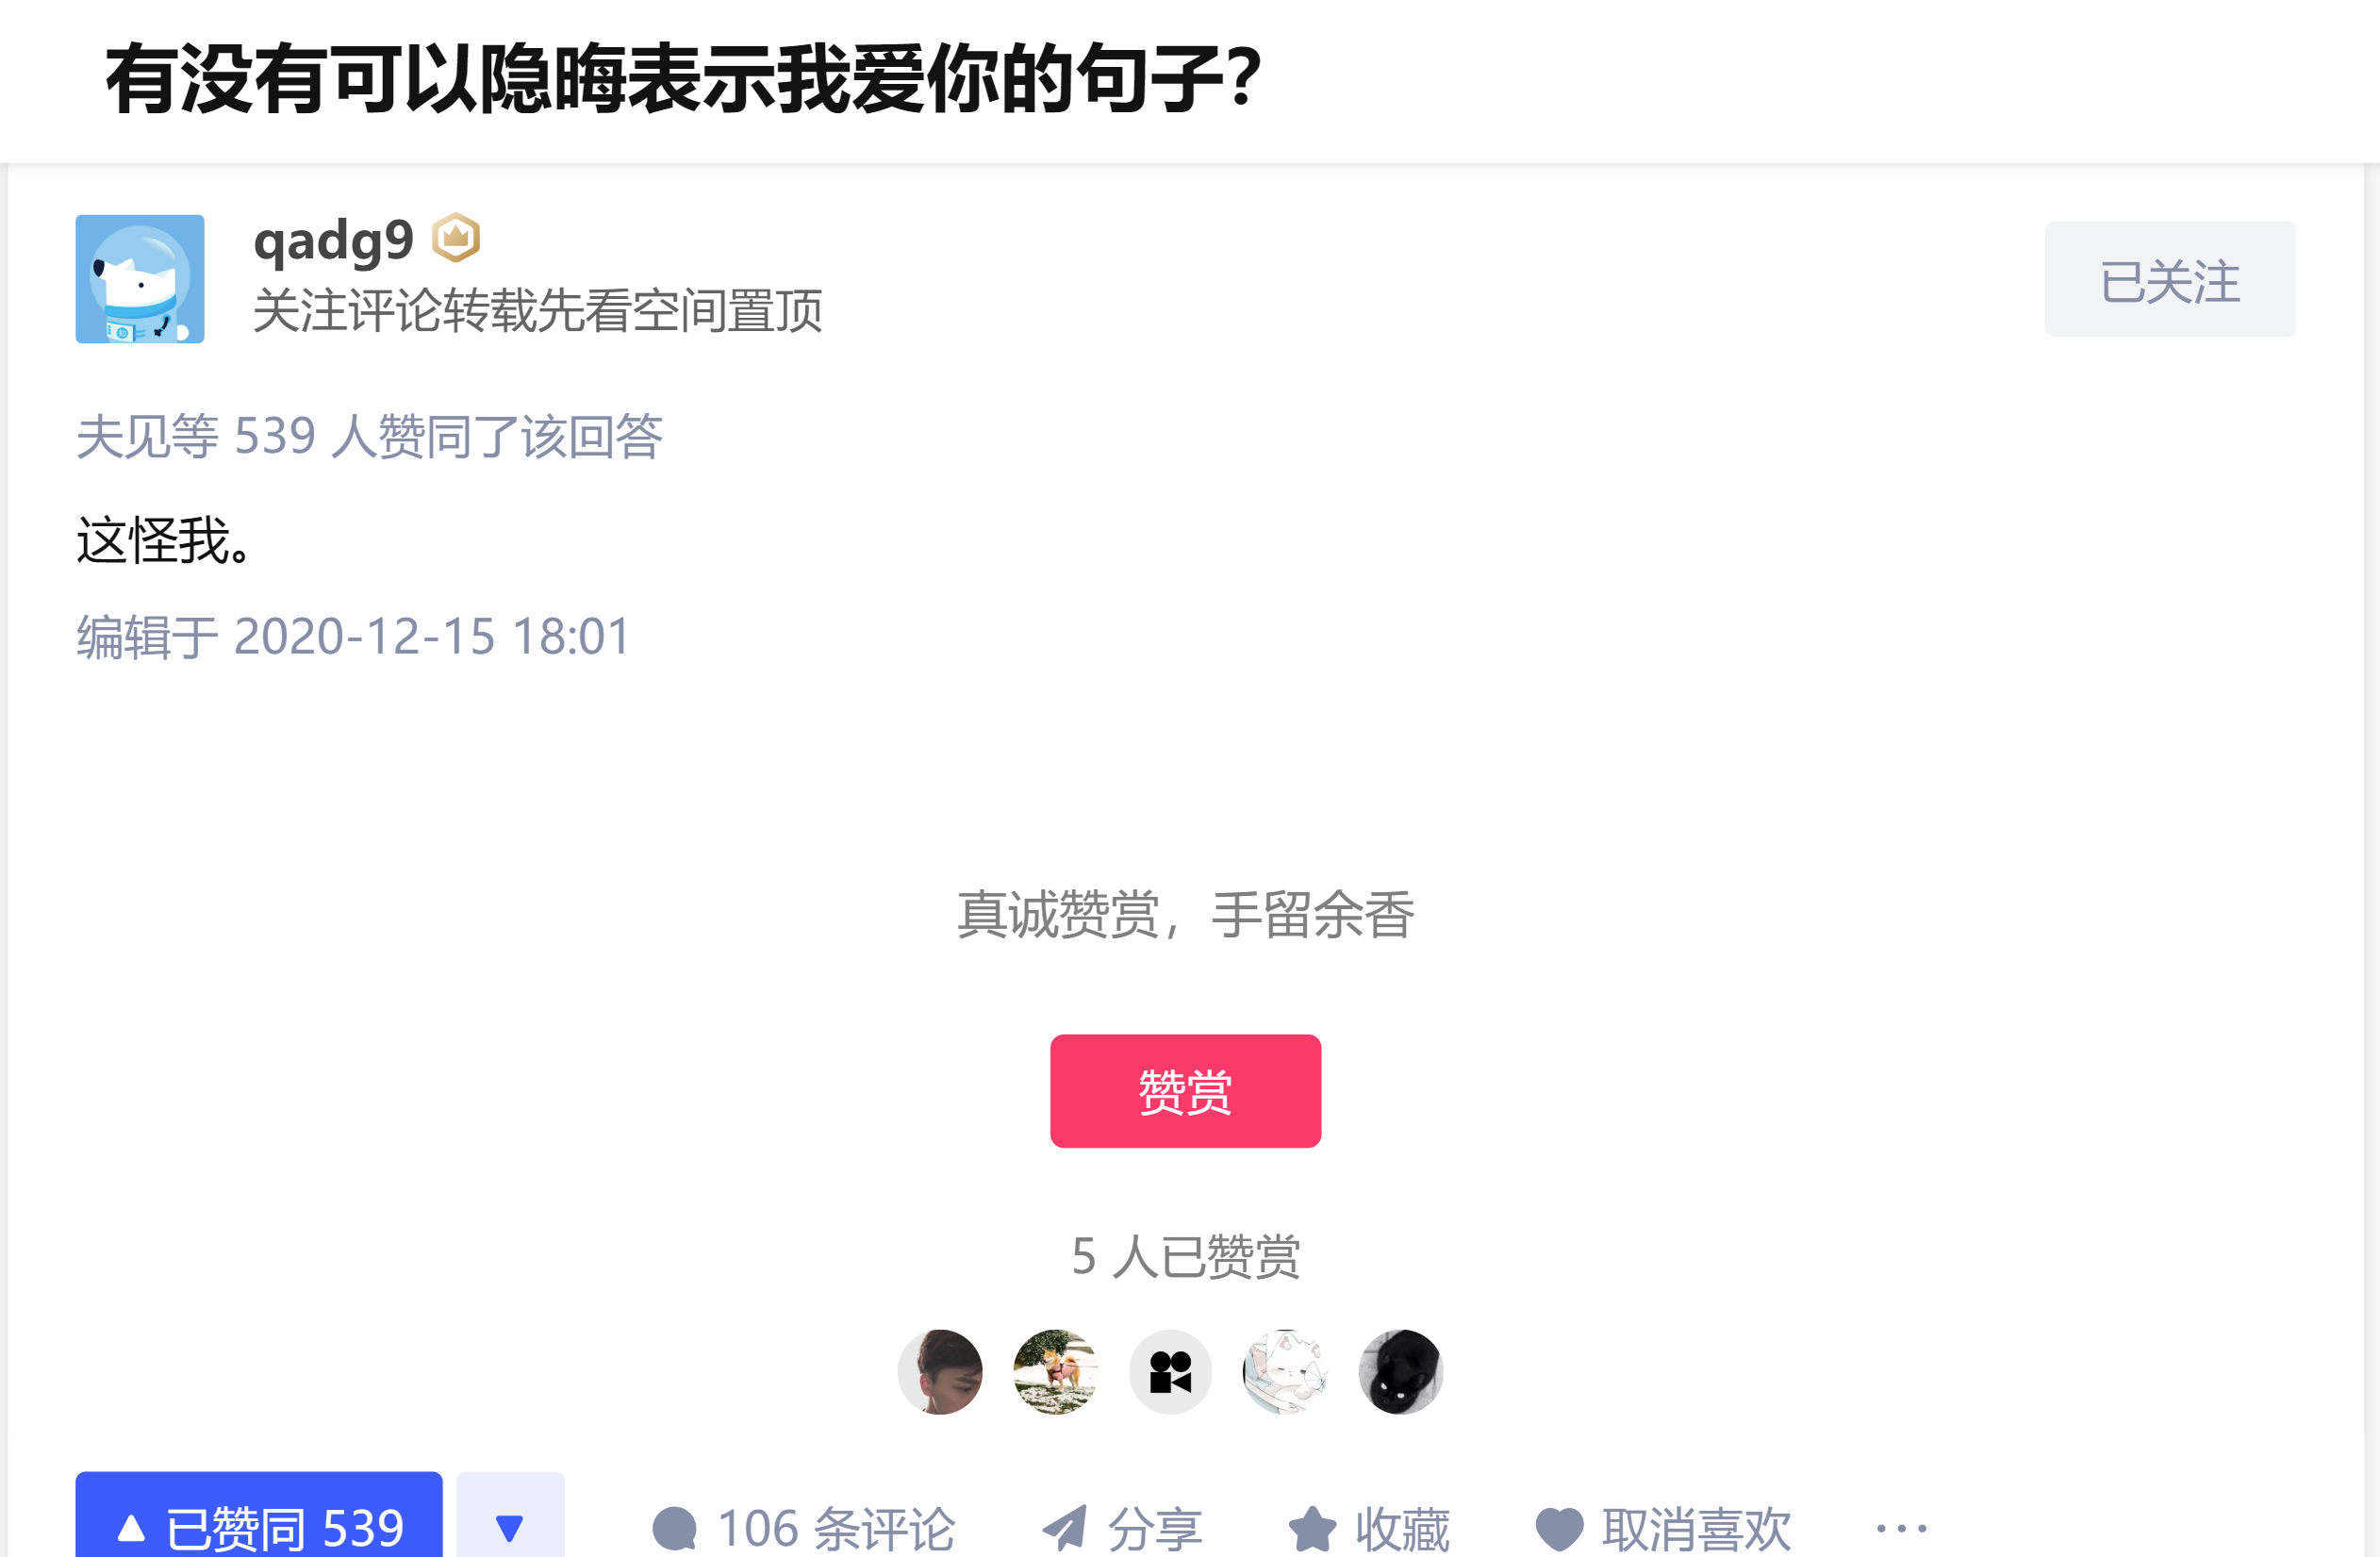 有没有可以隐晦表示我爱你的句子?
qadg9
关注评论转载先看空间置顶
已关注
夫见等 539 人赞同了该回答
这怪我。
编辑于 2020-12-15 18:01
真诚赞赏，手留余香
赞赏
5 人已赞赏
已赞同 539
106 条评论
分享
收藏
取消喜欢